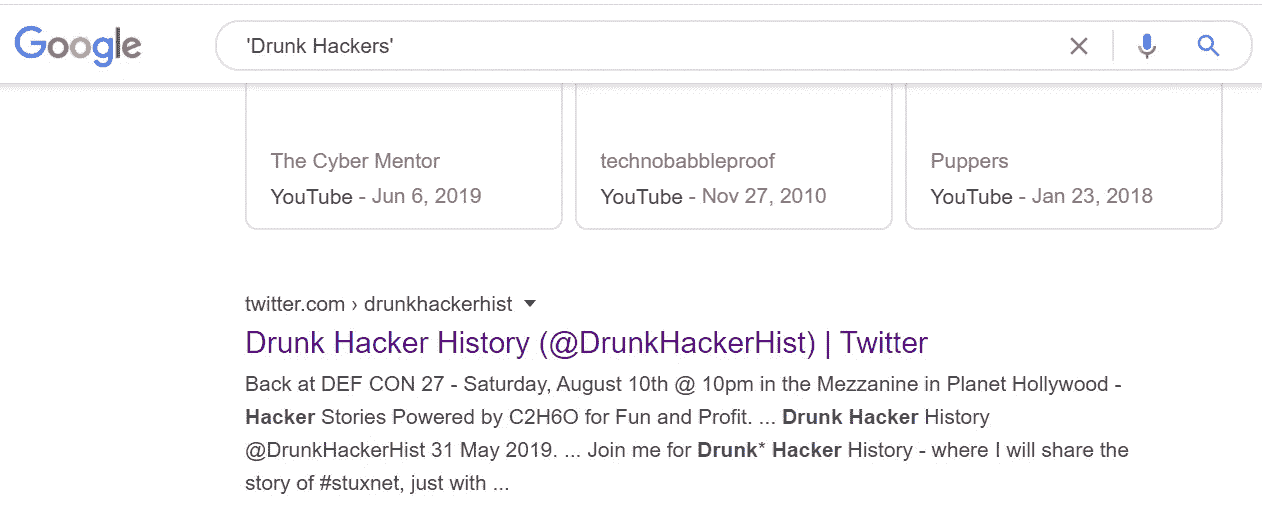 Google 'Drunk Hackers'
The Cyber Mentor
YouTube - Jun 6, 2019
technobabbleproof
YouTube - Nov 27, 2010
Puppers
YouTube - Jan 23, 2018
twitter.com › drunkhackerhist
Drunk Hacker History (@DrunkHackerHist) | Twitter
Back at DEF CON 27 - Saturday, August 10th @ 10pm in the Mezzanine in Planet Hollywood -
Hacker Stories Powered by C2H6O for Fun and Profit. ... Drunk Hacker History
@DrunkHackerHist 31 May 2019. ... Join me for Drunk* Hacker History - where I will share the
story of #stuxnet, just with ...